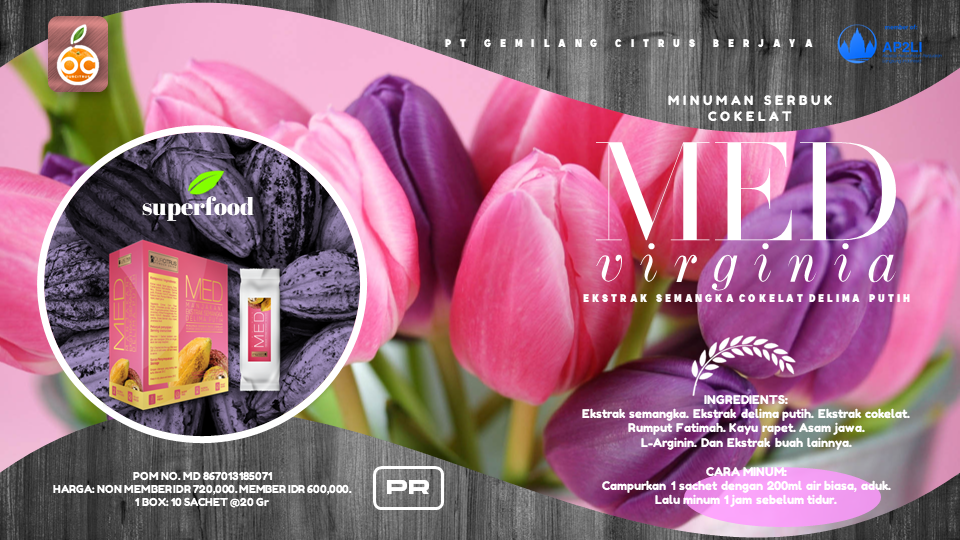 OC
PT GEMILANG CITRUS BERJAYA
AP2LI
MINUMAN SERBUK
COKELAT
MED
virginia
EKSTRAK SEMANGKA COKELAT DELIMA PUTIH
superfood
MED
MED
MED
INGREDIENTS:
Ekstrak semangka. Ekstrak delima putih. Ekstrak cokelat.
Rumput Fatimah. Kayu rapet. Asam jawa.
L-Arginin. Dan Ekstrak buah lainnya.
CARA MINUM:
Campurkan 1 sachet dengan 200ml air biasa, aduk.
Lalu minum 1 jam sebelum tidur.
POM NO. MD 867013185071
HARGA: NON MEMBER IDR 720,000. MEMBER IDR 600,000.
1 BOX: 10 SACHET @20 Gr
PR